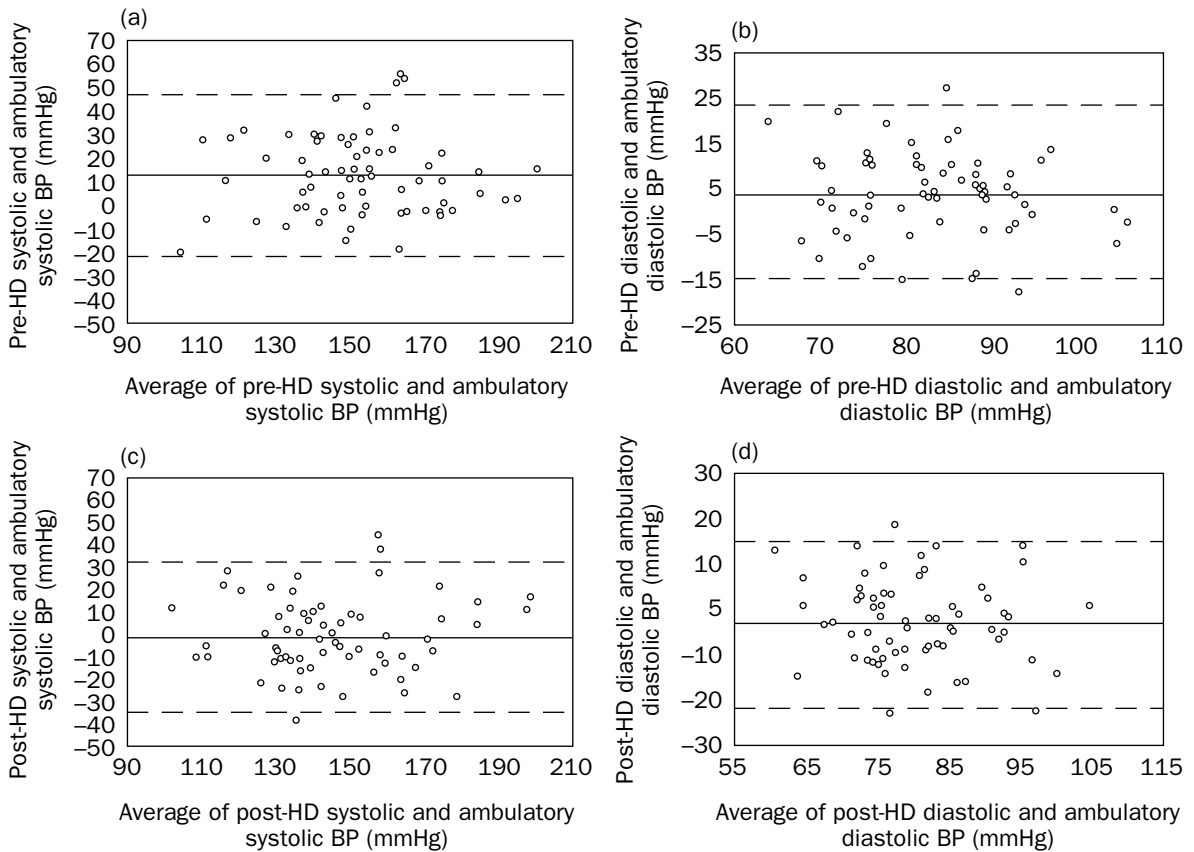 (a)
Pre-HD systolic and ambulatory
systolic BP (mmHg)
70
60
50
40
30
20
10
0
–10
–20
–30
–40
–50
90 110 130 150 170 190 210
Average of pre-HD systolic and ambulatory
systolic BP (mmHg)
(b)
Pre-HD diastolic and ambulatory
diastolic BP (mmHg)
35
25
15
5
–5
–15
–25
60 70 80 90 100 110
Average of pre-HD diastolic and ambulatory
diastolic BP (mmHg)
(c)
Post-HD systolic and ambulatory
systolic BP (mmHg)
70
60
50
40
30
20
10
0
–10
–20
–30
–40
–50
90 110 130 150 170 190 210
Average of post-HD systolic and ambulatory
systolic BP (mmHg)
(d)
Post-HD diastolic and ambulatory
diastolic BP (mmHg)
30
20
10
5
–10
–20
–30
55 65 75 85 95 105 115
Average of post-HD diastolic and ambulatory
diastolic BP (mmHg)